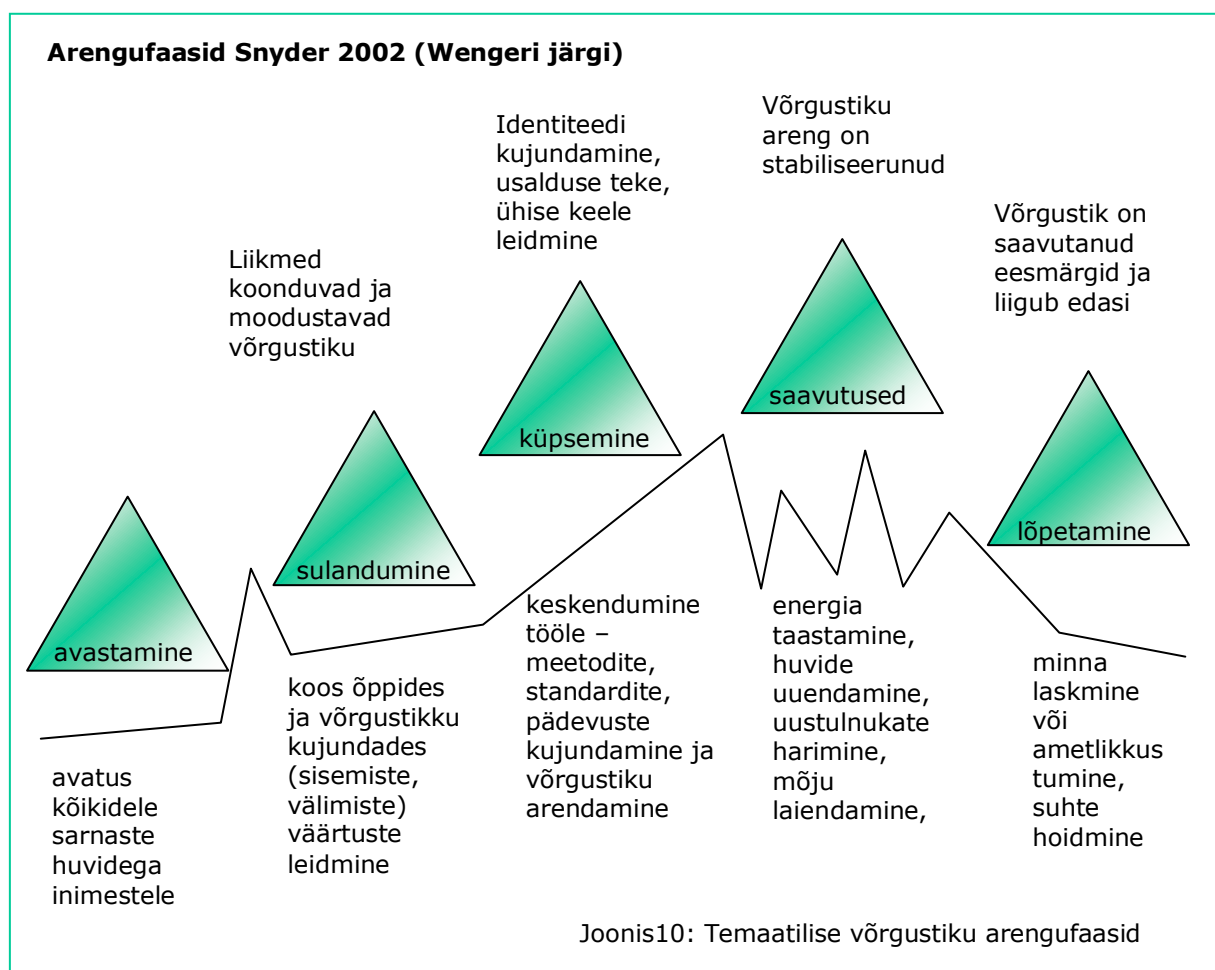 Arengufaasid Snyder 2002 (Wengeri järgi)
Liikmed
koonduvad ja
moodustavad
võrgustiku
Identiteedi
kujundamine,
usalduse teke,
ühise keele
leidmine
Võrgustiku
areng on
stabiliseerunud
Võrgustik on
saavutanud
eesmärgid ja
liigub edasi
avastamine
sulandumine
küpsemine
saavutused
lõpetamine
avatus
kõikidele
sarnaste
huvidega
inimestele
koos õppides
ja võrgustikku
kujundades
(sisemiste,
välimiste)
väärtuste
leidmine
keskendumine
tööle –
meetodite,
standardite,
pädevuste
kujundamine ja
võrgustiku
arendamine
energia
taastamine,
huvide
uuendamine,
uustulnukate
harimine,
mõju
laiendamine,
minna
laskmine
või
ametlikkus
tumine,
suhte
hoidmine
Joonis10: Temaatilise võrgustiku arengufaasid